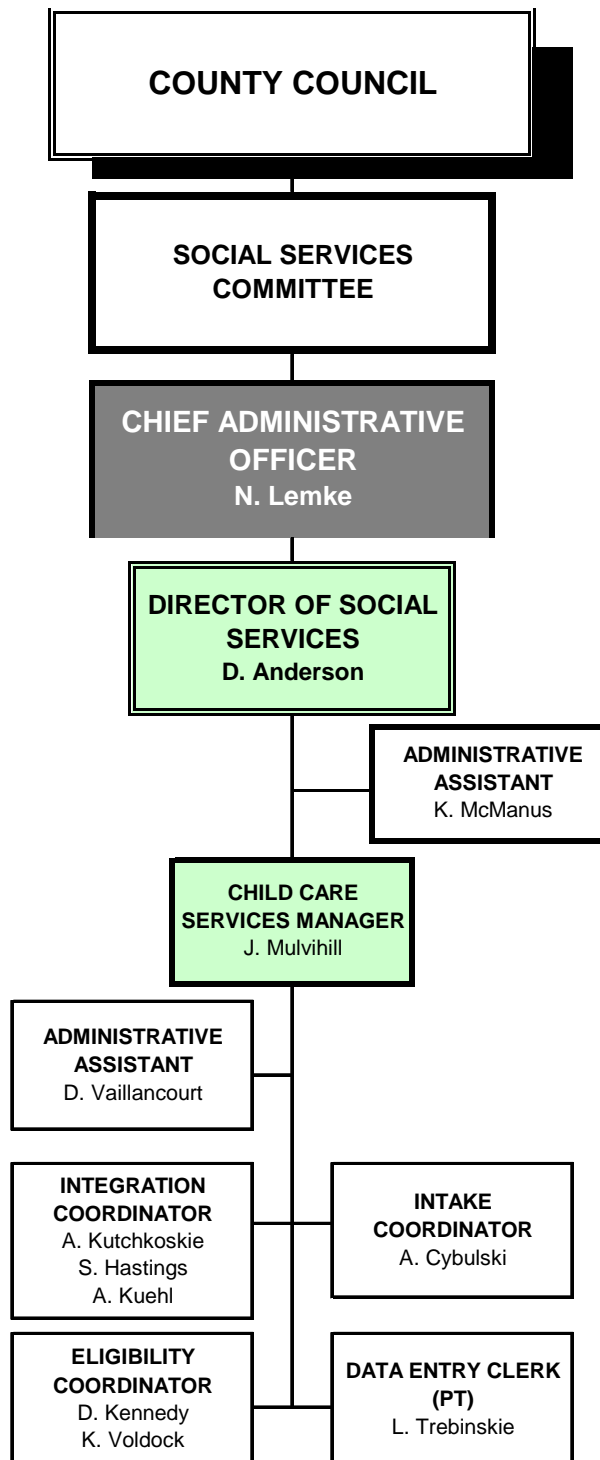 COUNTY COUNCIL
SOCIAL SERVICES
COMMITTEE
CHIEF ADMINISTRATIVE
OFFICER
N. Lemke
DIRECTOR OF SOCIAL
SERVICES
D. Anderson
ADMINISTRATIVE
ASSISTANT
K. McManus
CHILD CARE
SERVICES MANAGER
J. Mulvihill
ADMINISTRATIVE
ASSISTANT
D. Vaillancourt
INTEGRATION
COORDINATOR
A. Kutchkoskie
S. Hastings
A. Kuehl
INTAKE
COORDINATOR
A. Cybulski
ELIGIBILITY
COORDINATOR
D. Kennedy
K. Voldock
DATA ENTRY CLERK
(PT)
L. Trebinskie